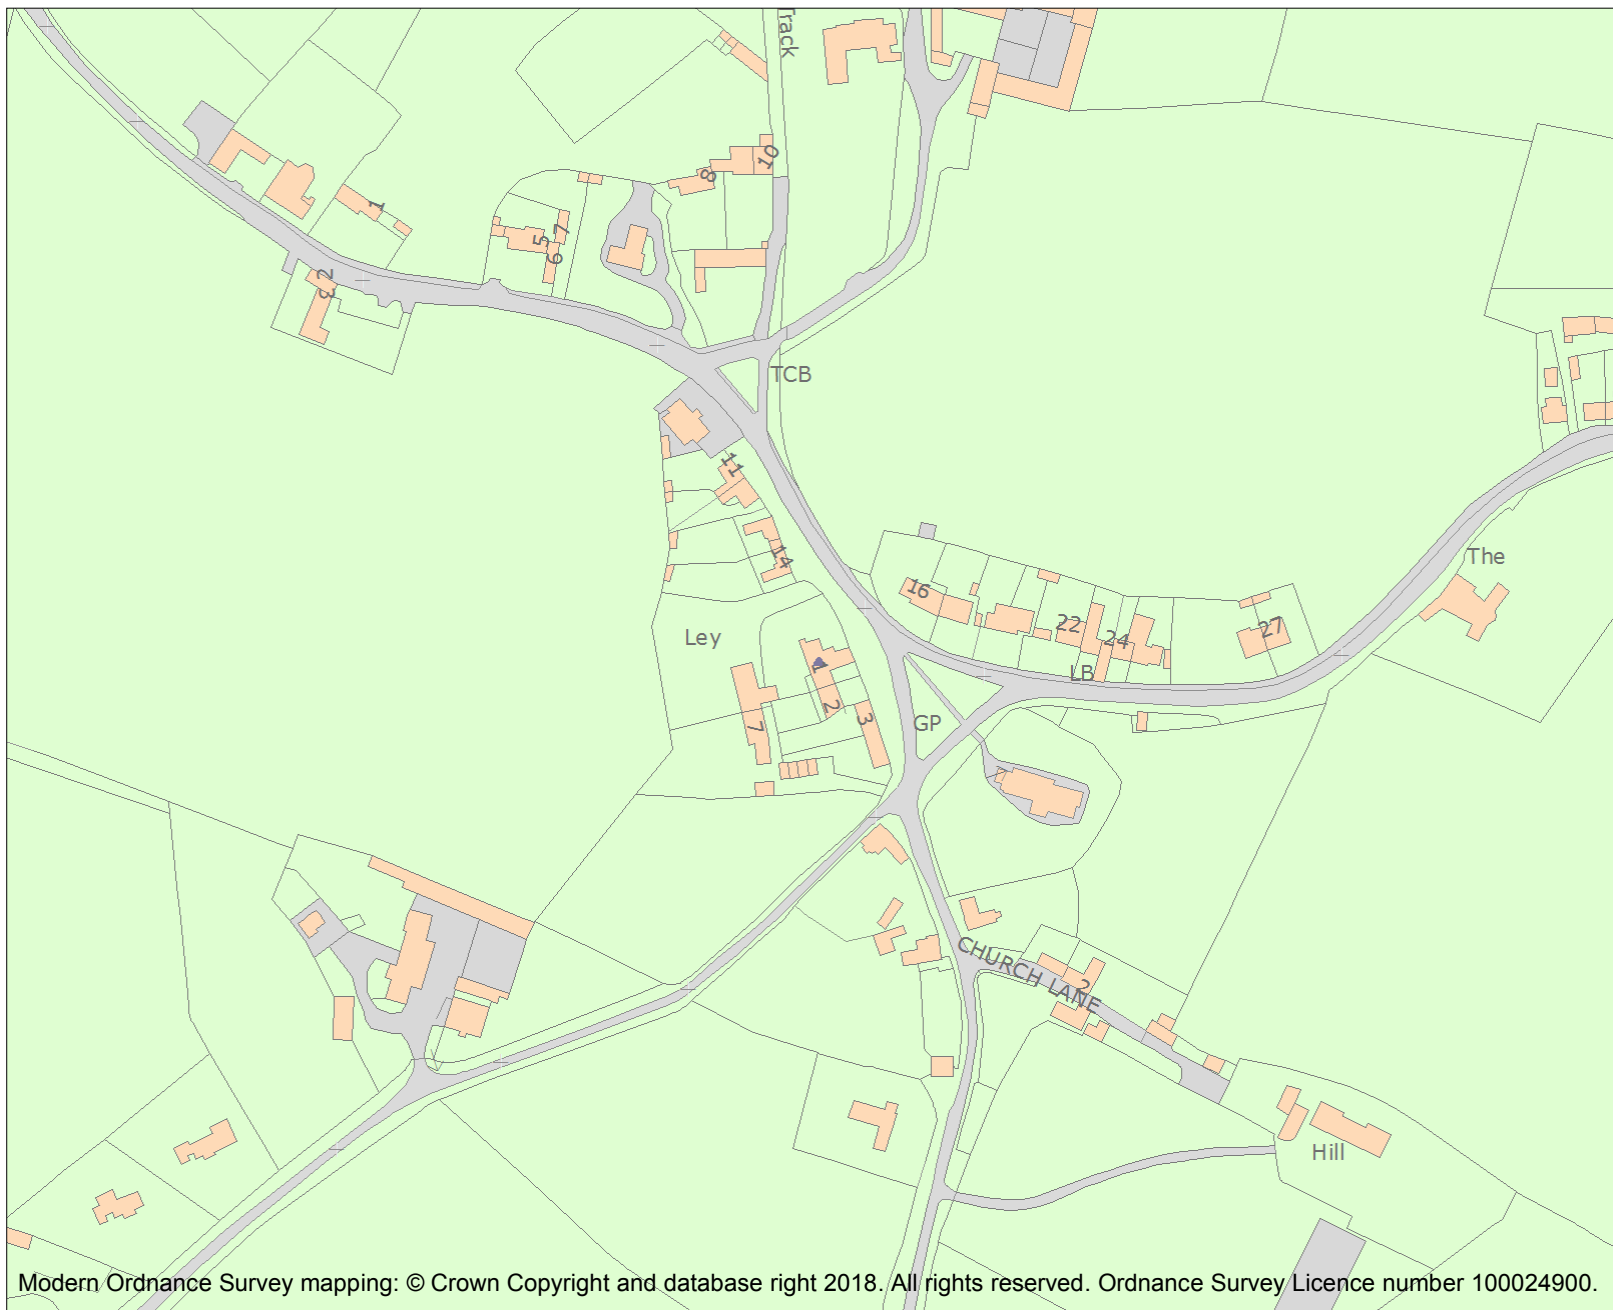 Track
10
8
1
5
7
6
2
3
TCB
11
14
16
The
22
24
27
Ley
1
LB
2
3
GP
7
CHURCH LANE
2
Hill
Modern Ordnance Survey mapping: © Crown Copyright and database right 2018. All rights reserved. Ordnance Survey Licence number 100024900.